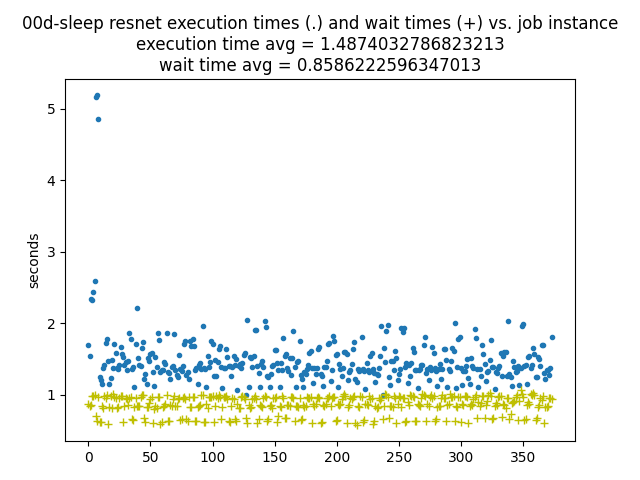 00d-sleep resnet execution times (.) and wait times (+) vs. job instance
execution time avg = 1.4874032786823213
wait time avg = 0.8586222596347013
5
4
3
2
1
seconds
0 50 100 150 200 250 300 350